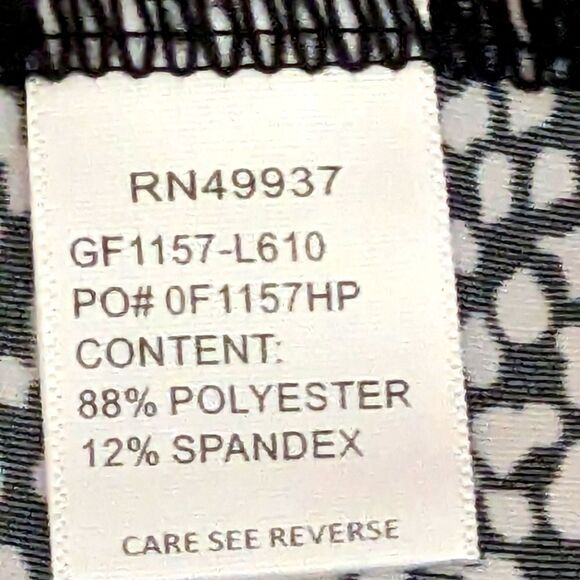 RN49937
GF1157-L610
PO# 0F1157HP
CONTENT:
88% POLYESTER
12% SPANDEX
CARE SEE REVERSE